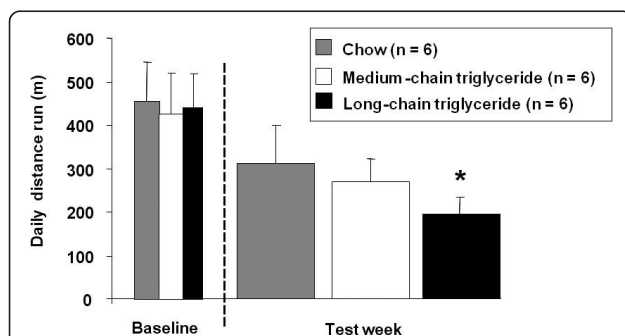 600
500
400
300
200
100
0
Daily distance run (m)
Chow (n = 6)
Medium-chain triglyceride (n = 6)
Long-chain triglyceride (n = 6)
*
Baseline
Test week